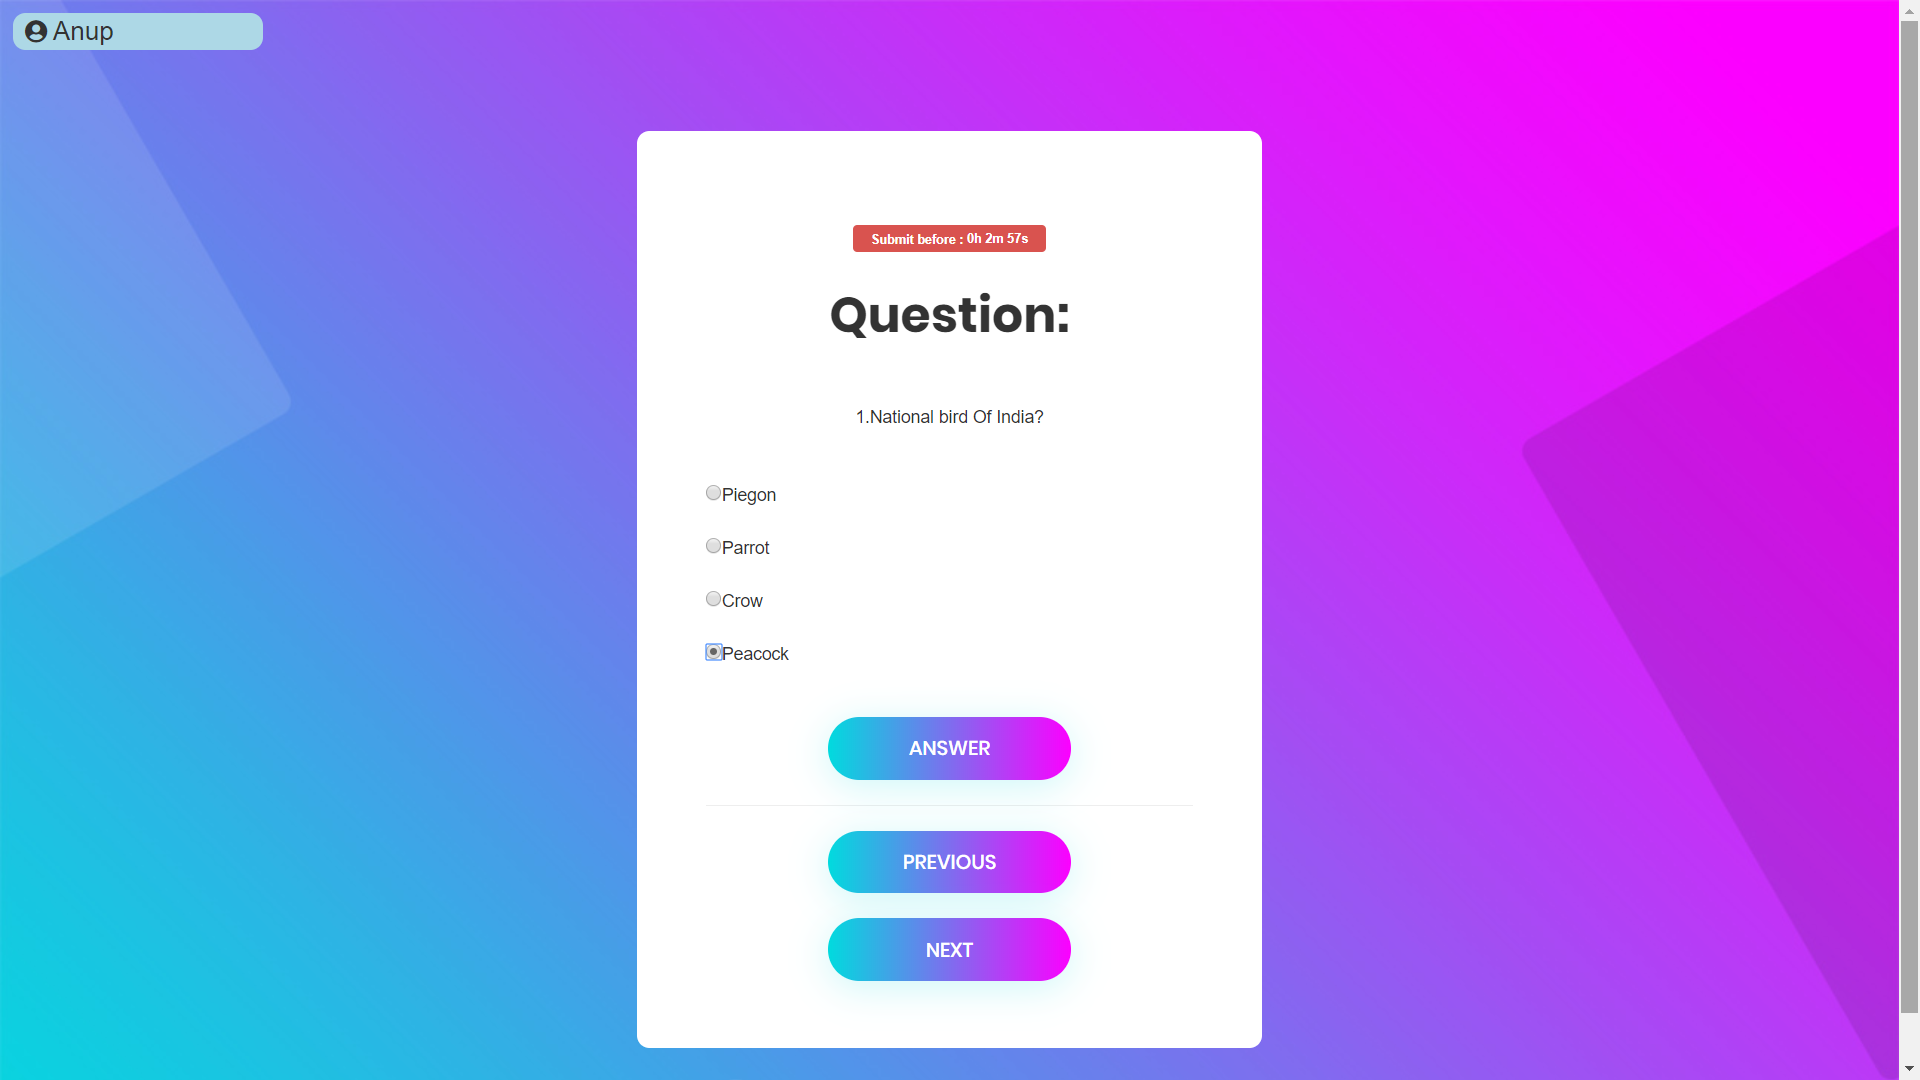 Anup
Submit before : 0h 2m 57s
Question:
1.National bird Of India?
Piegon
Parrot
Crow
Peacock
ANSWER
PREVIOUS
NEXT